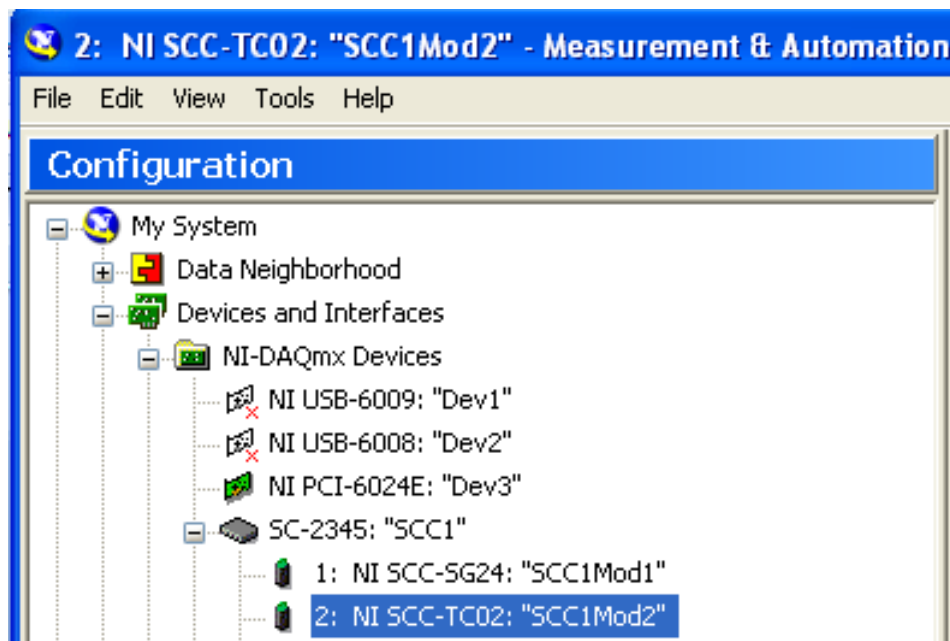 2: NI SCC-TC02: "SCC1Mod2" - Measurement & Automation
File Edit View Tools Help
Configuration
My System
Data Neighborhood
Devices and Interfaces
NI-DAQmx Devices
NI USB-6009: "Dev1"
NI USB-6008: "Dev2"
NI PCI-6024E: "Dev3"
SC-2345: "SCC1"
1: NI SCC-SG24: "SCC1Mod1"
2: NI SCC-TC02: "SCC1Mod2"